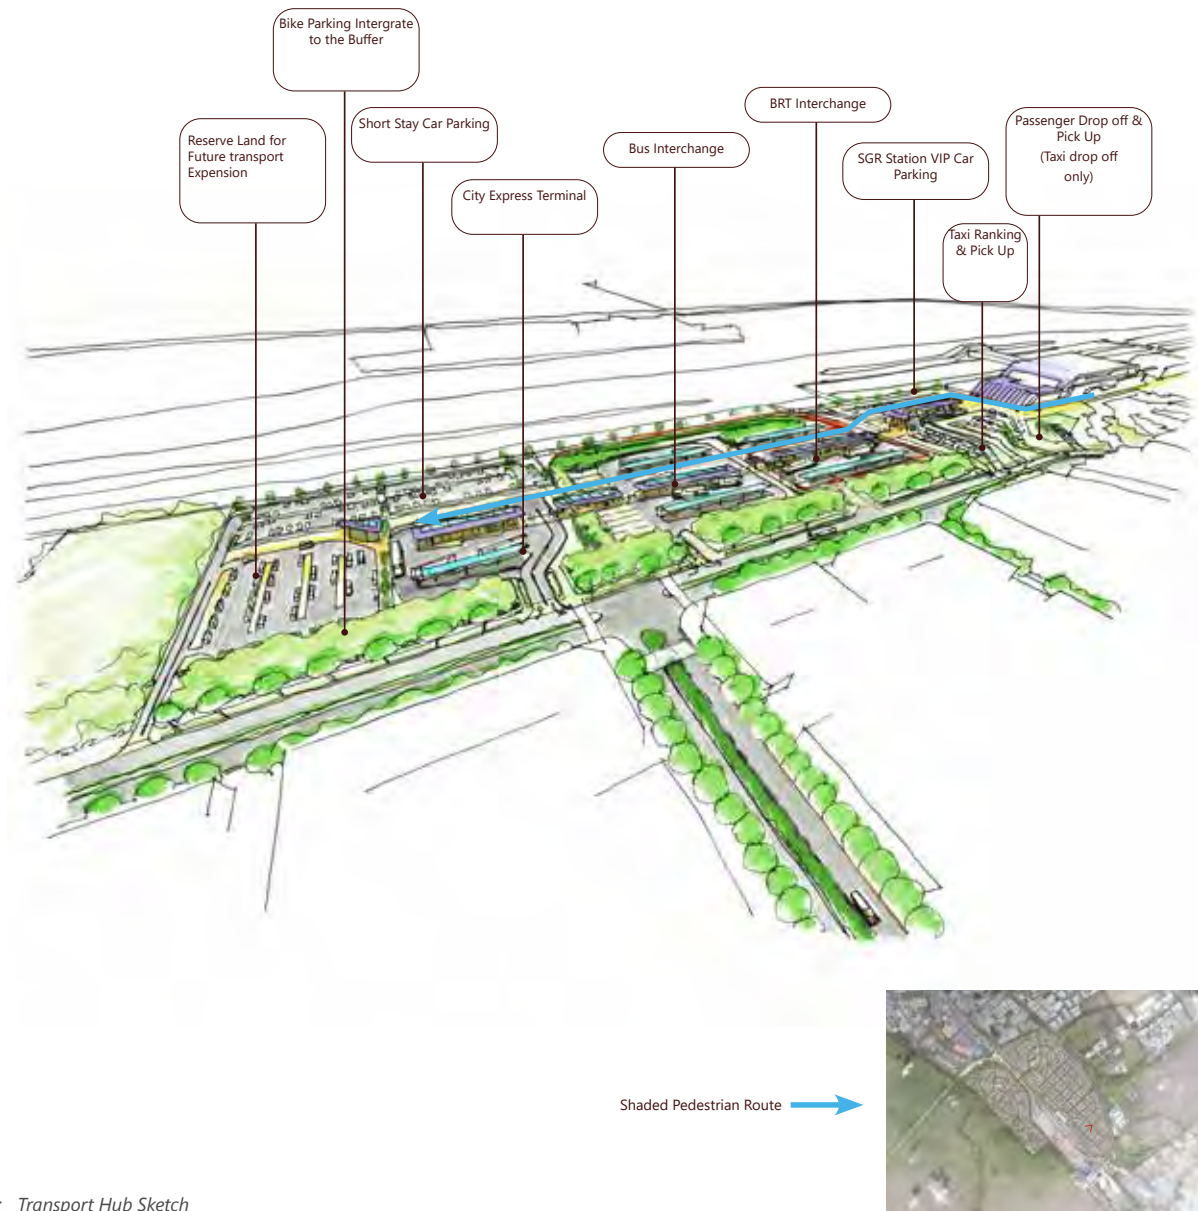 Bike Parking Intergrate
to the Buffer
Reserve Land for
Future transport
Expension
Short Stay Car Parking
City Express Terminal
Bus Interchange
BRT Interchange
SGR Station VIP Car
Parking
Passenger Drop off &
Pick Up
(Taxi drop off
only)
Taxi Ranking
& Pick Up
Shaded Pedestrian Route
: Transport Hub Sketch